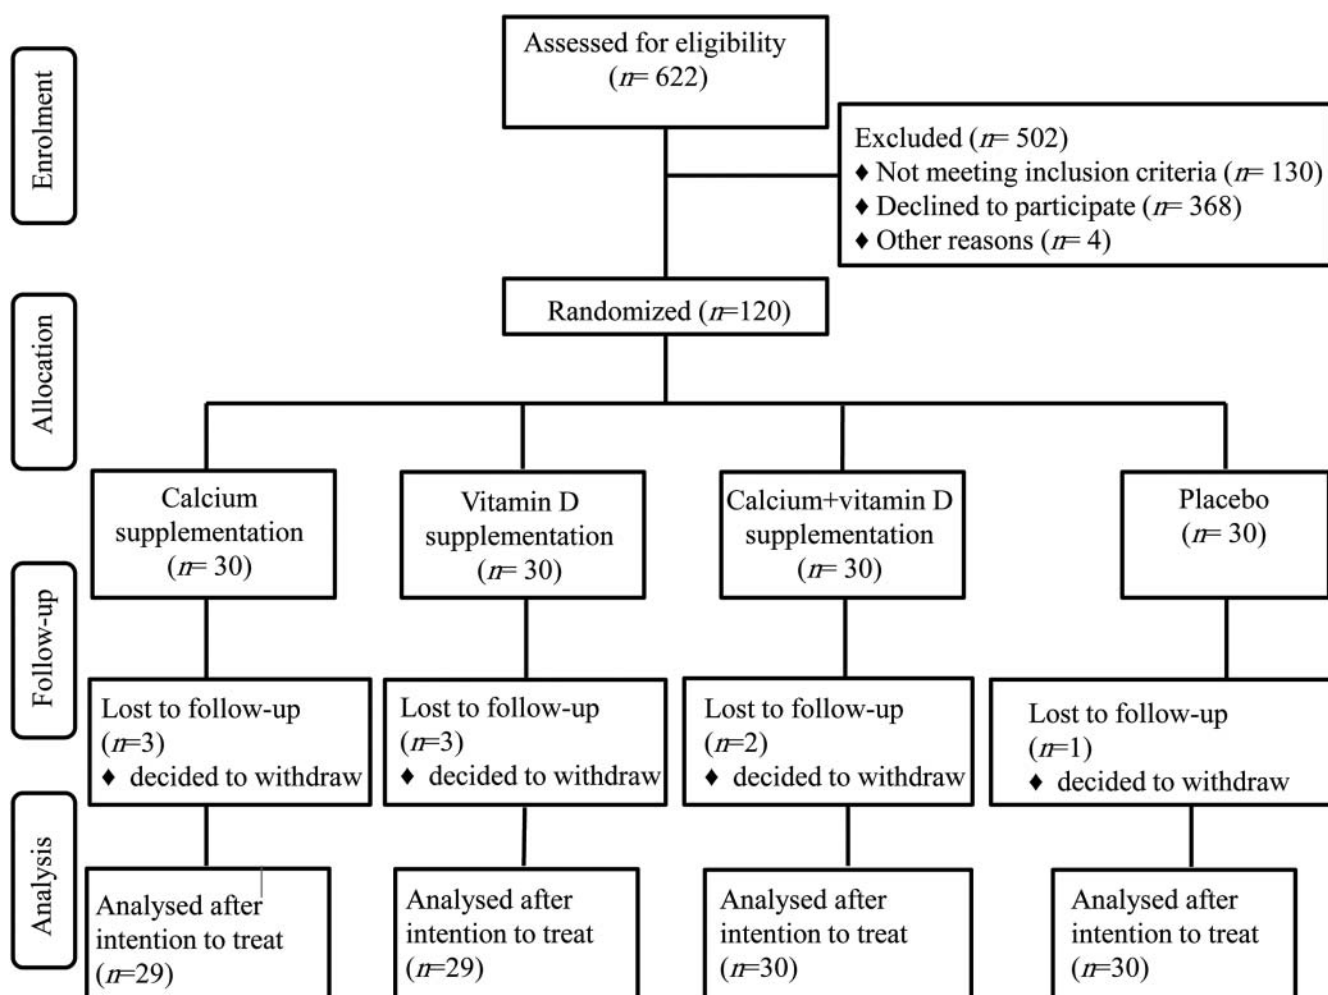 Enrolment
Assessed for eligibility
(n= 622)
Excluded (n= 502)
♦ Not meeting inclusion criteria (n= 130)
♦ Declined to participate (n= 368)
♦ Other reasons (n= 4)
Allocation
Randomized (n=120)
Calcium
supplementation
(n= 30)
Vitamin D
supplementation
(n= 30)
Calcium+vitamin D
supplementation
(n= 30)
Placebo
(n= 30)
Follow-up
Lost to follow-up
(n=3)
♦ decided to withdraw
Lost to follow-up
(n=3)
♦ decided to withdraw
Lost to follow-up
(n=2)
♦ decided to withdraw
Lost to follow-up
(n=1)
♦ decided to withdraw
Analysis
Analysed after
intention to treat
(n=29)
Analysed after
intention to treat
(n=29)
Analysed after
intention to treat
(n=30)
Analysed after
intention to treat
(n=30)